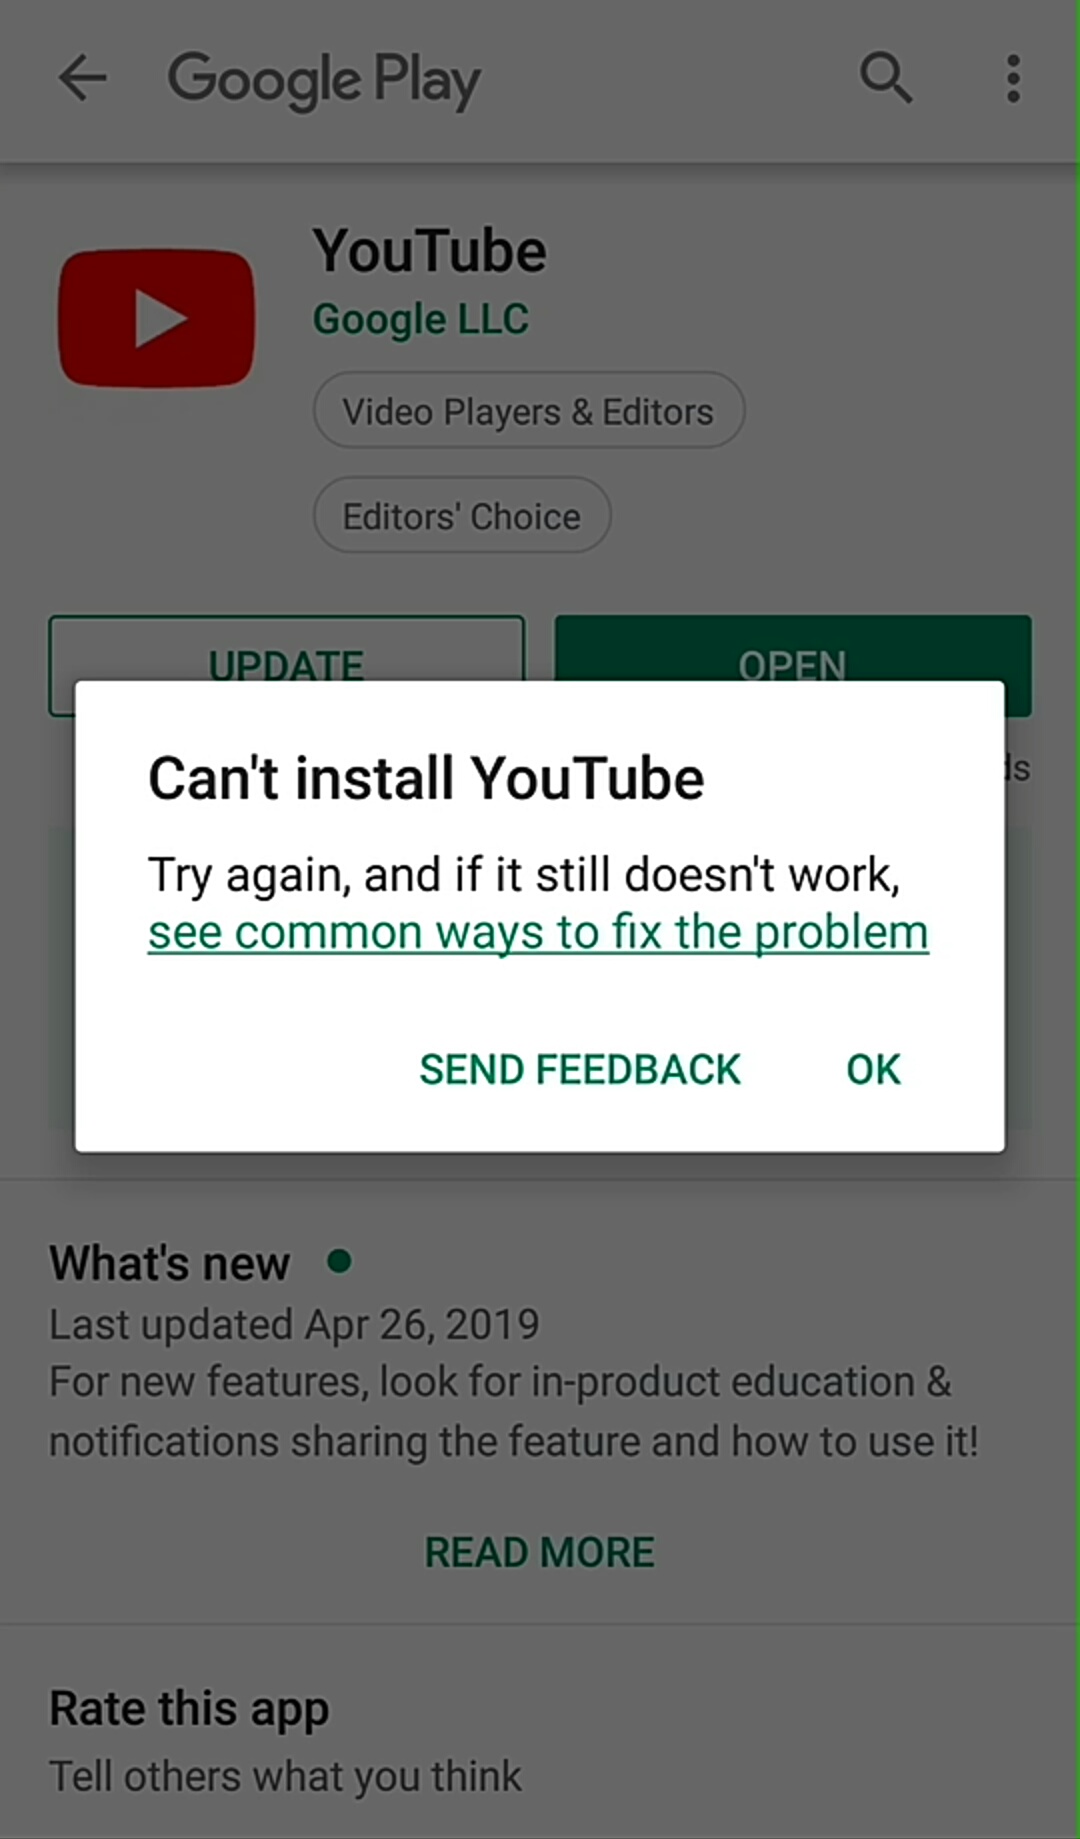 Google Play
YouTube
Google LLC
Video Players & Editors
Editors' Choice
UPDATE
OPEN
Can't install YouTube
Try again, and if it still doesn't work,
see common ways to fix the problem
SEND FEEDBACK
OK
What's new
Last updated Apr 26, 2019
For new features, look for in-product education &
notifications sharing the feature and how to use it!
READ MORE
Rate this app
Tell others what you think